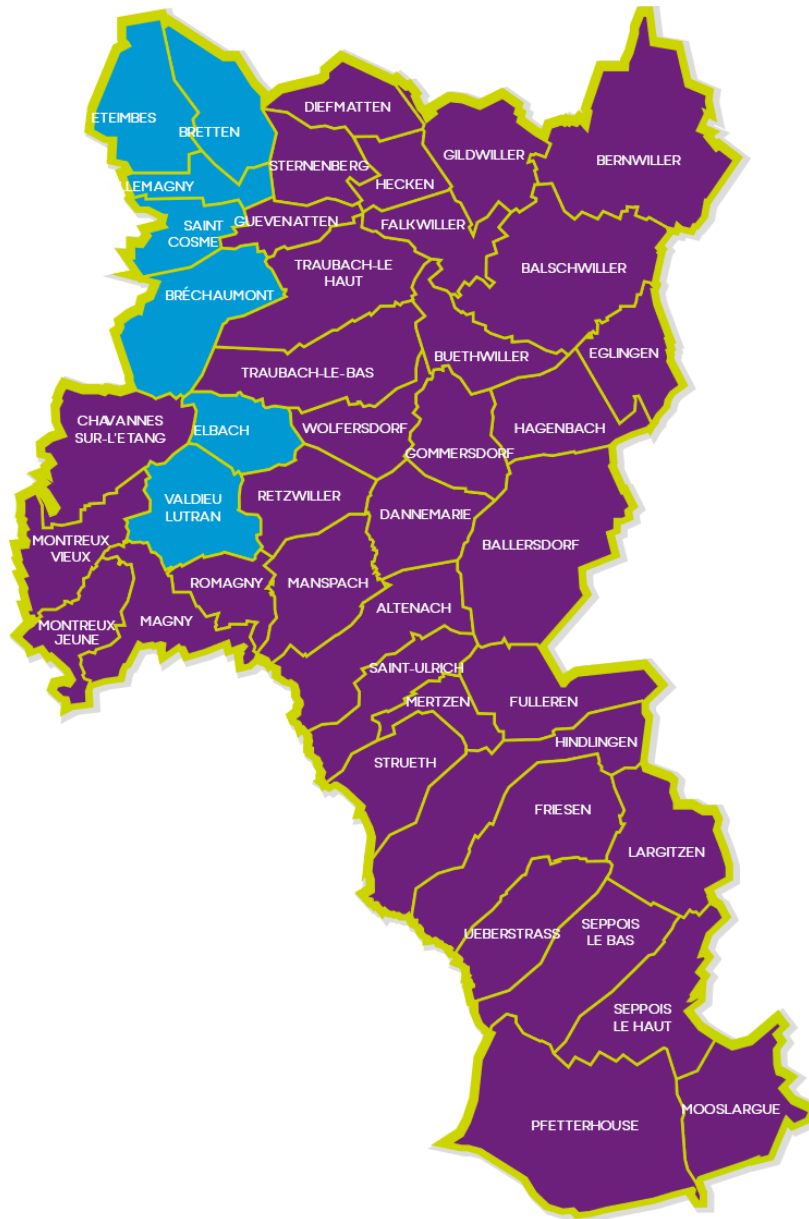 DIEFMATTEN
ETEIMBES
BRETTEN
GILDWILLER
BERNWILLER
STERNENBERG
HECKEN
LLEMAGNY
SAINT
COSME
GUEVENATTEN
FALKWILLER
TRAUBACH-LE
HAUT
BALSCHWILLER
BRÉCHAUMONT
BUETHWILLER
EGLINGEN
TRAUBACH-LE-BAS
CHAVANNES
SUR-L'ETANG
ELBACH
WOLFERSDORF
HAGENBACH
GOMMERSDORF
VALDIEU
LUTRAN
RETZWILLER
DANNEMARIE
MONTREUX
VIEUX
BALLERSDORF
ROMAGNY
MANSPACH
ALTENACH
MONTREUX
JEUNE
MAGNY
SAINT-ULRICH
MERTZEN
FULLEREN
HINDLINGEN
STRUETH
FRIESEN
LARGITZEN
UEBERSTRASS
SEPPOIS
LE BAS
SEPPOIS
LE HAUT
MOOSLARGUE
PFETTERHOUSE